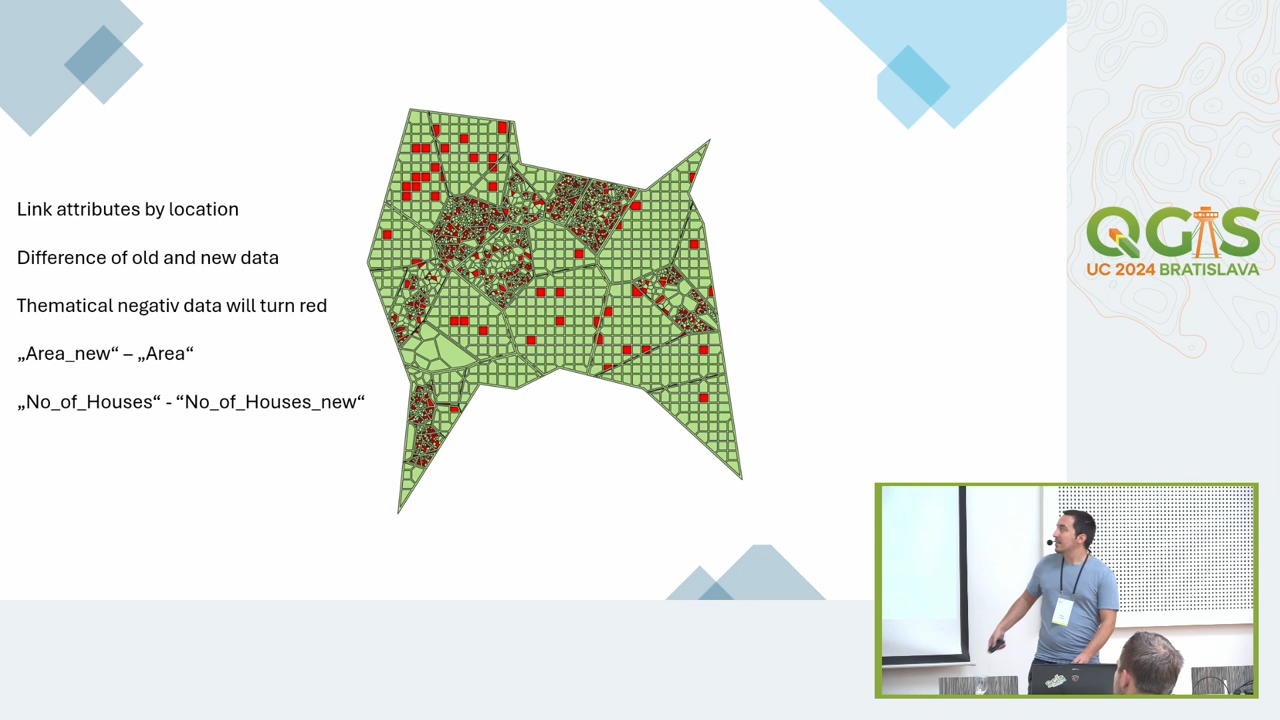 Link attributes by location
Difference of old and new data
Thematical negativ data will turn red
„Area_new“ – „Area“
„No_of_Houses“ - “No_of_Houses_new“
QGIS
UC 2024 BRATISLAVA